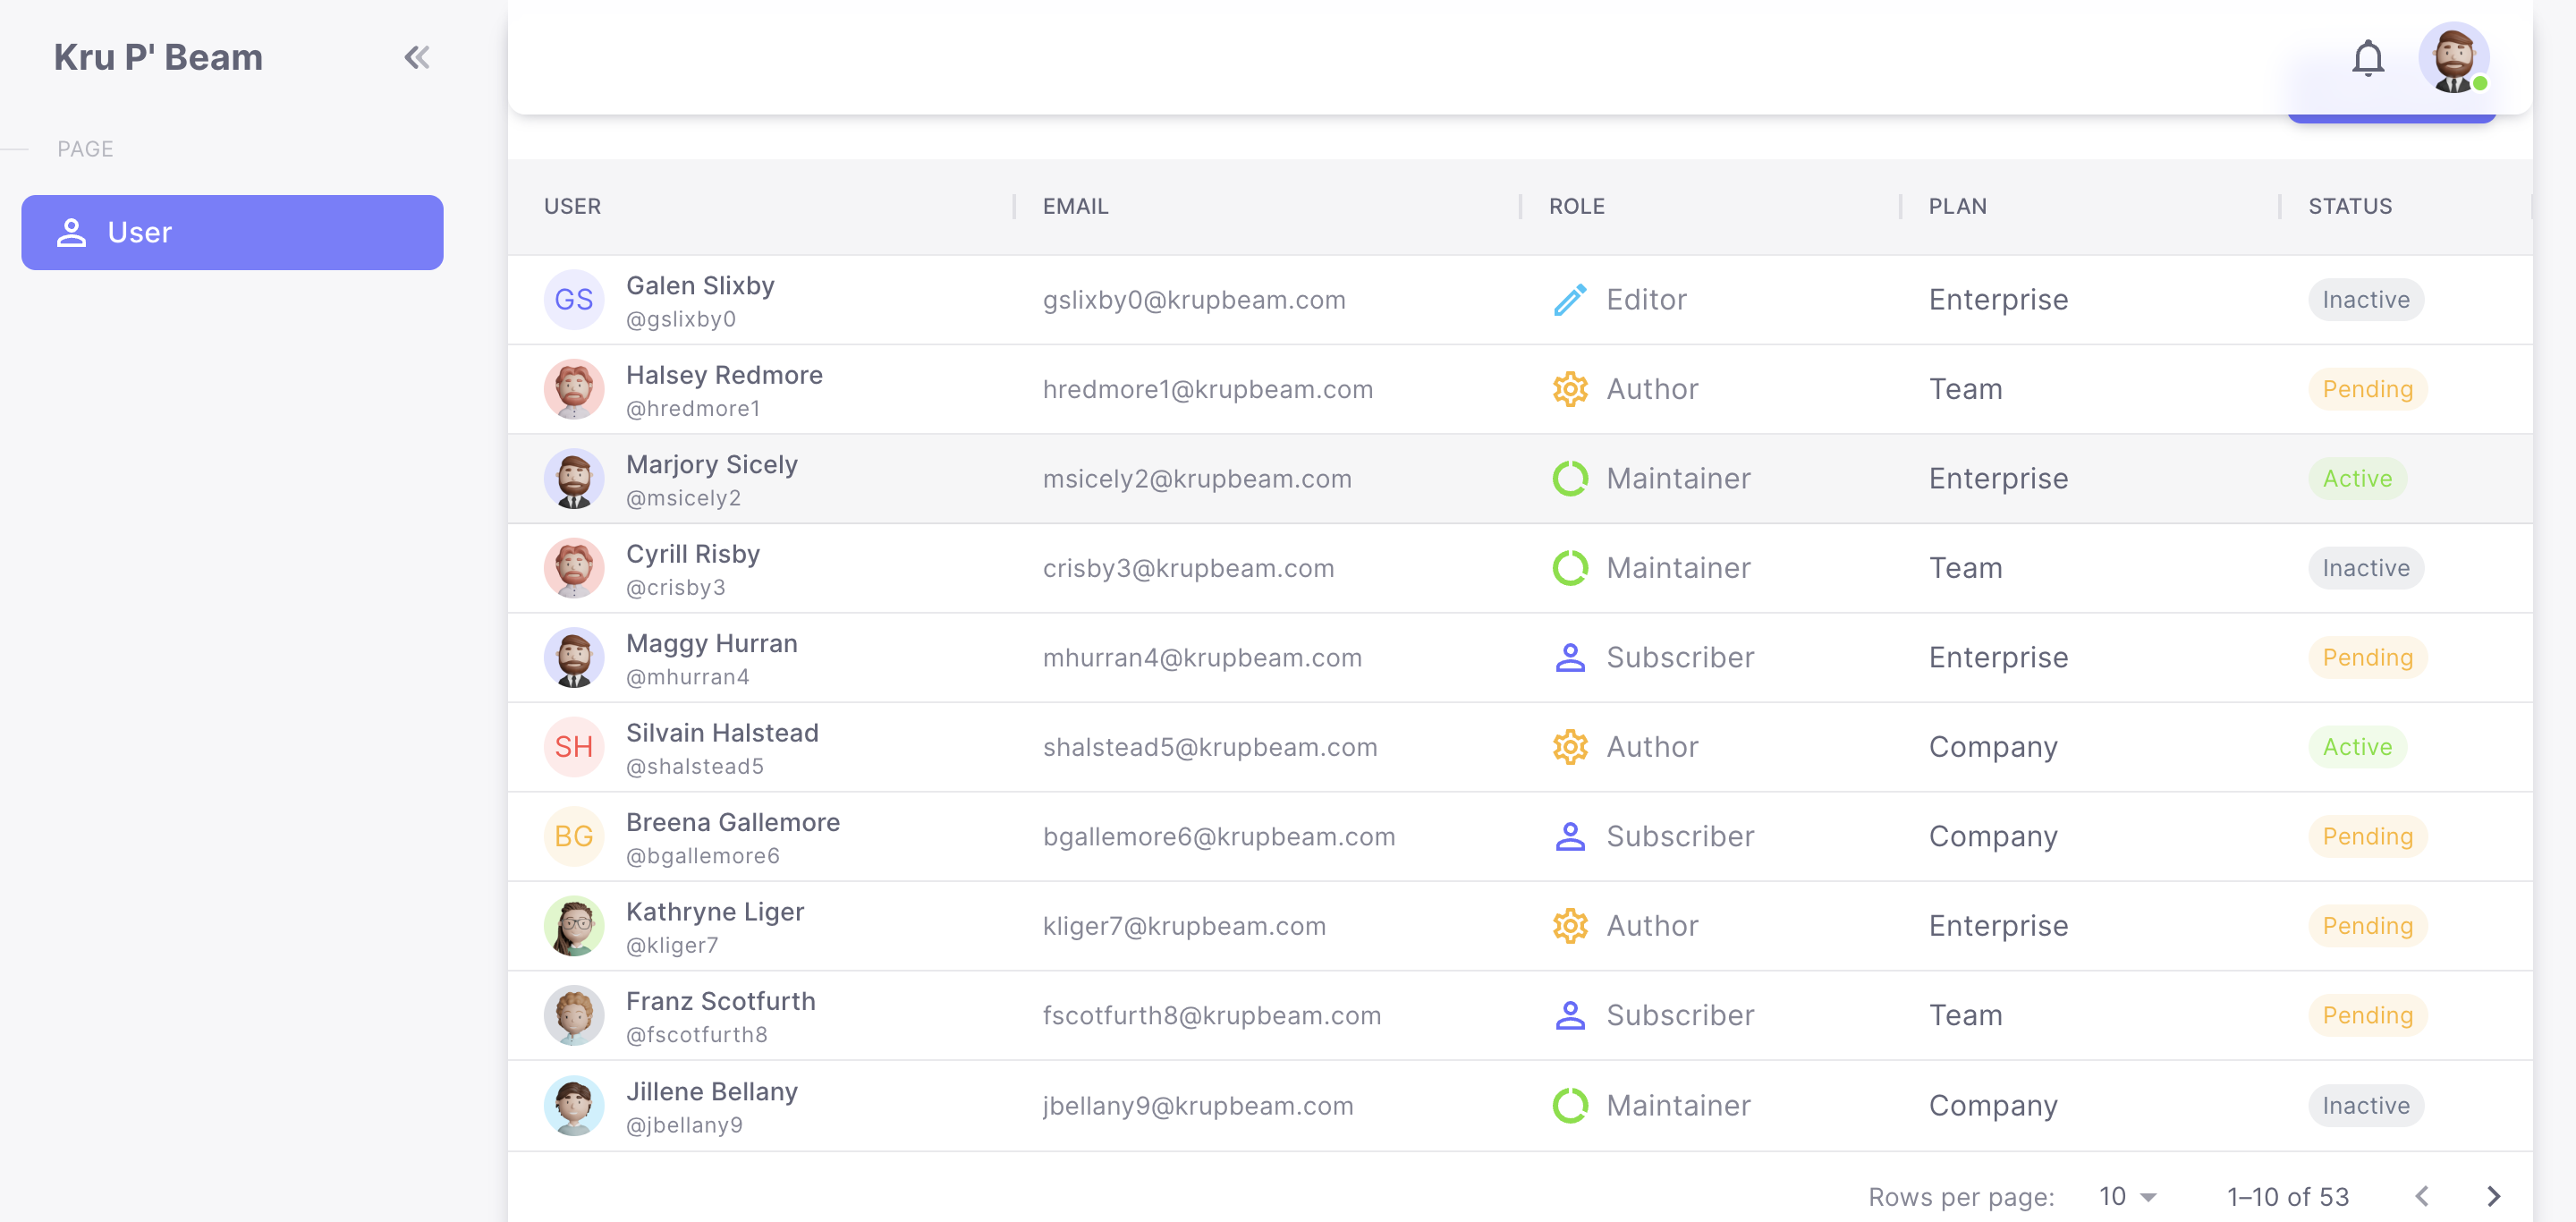 Kru P' Beam
PAGE
User
USER EMAIL ROLE PLAN STATUS
GS Galen Slixby gslixby0@krupbeam.com Editor Enterprise Inactive
@gslixby0
Halsey Redmore hredmore1@krupbeam.com Author Team Pending
@hredmore1
Marjory Sicely msicely2@krupbeam.com Maintainer Enterprise Active
@msicely2
Cyrill Risby crisby3@krupbeam.com Maintainer Team Inactive
@crisby3
Maggy Hurran mhurran4@krupbeam.com Subscriber Enterprise Pending
@mhurran4
SH Silvain Halstead shalstead5@krupbeam.com Author Company Active
@shalstead5
BG Breena Gallemore bgallemore6@krupbeam.com Subscriber Company Pending
@bgallemore6
Kathryne Liger kliger7@krupbeam.com Author Enterprise Pending
@kliger7
Franz Scotfurth fscotfurth8@krupbeam.com Subscriber Team Pending
@fscotfurth8
Jillene Bellany jbellany9@krupbeam.com Maintainer Company Inactive
@jbellany9
Rows per page: 10 1–10 of 53